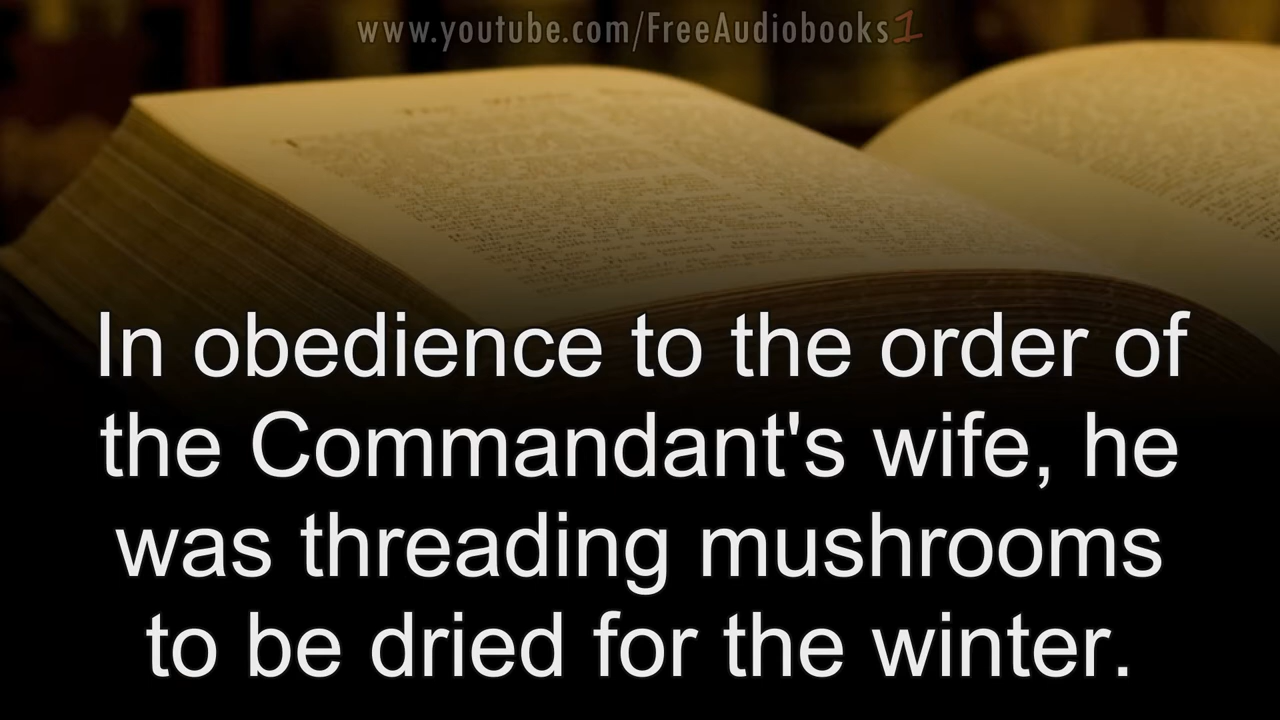 www.youtube.com/FreeAudiobooks1
In obedience to the order of
the Commandant's wife, he
was threading mushrooms
to be dried for the winter.